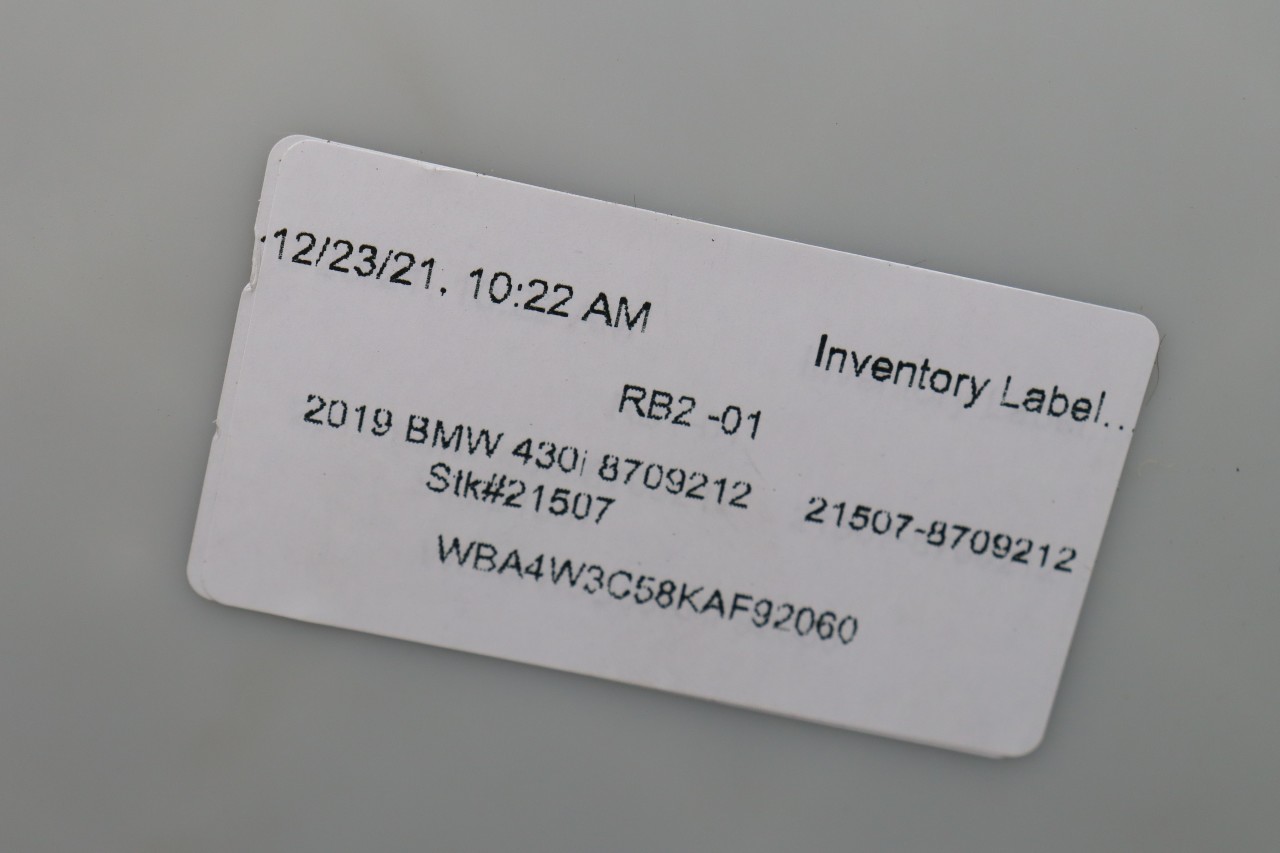 12/23/21, 10:22 AM
Inventory Label...
RB2 -01
2019 BMW 430i 8709212
Stk#21507
21507-8709212
WBA4W3C58KAF92060